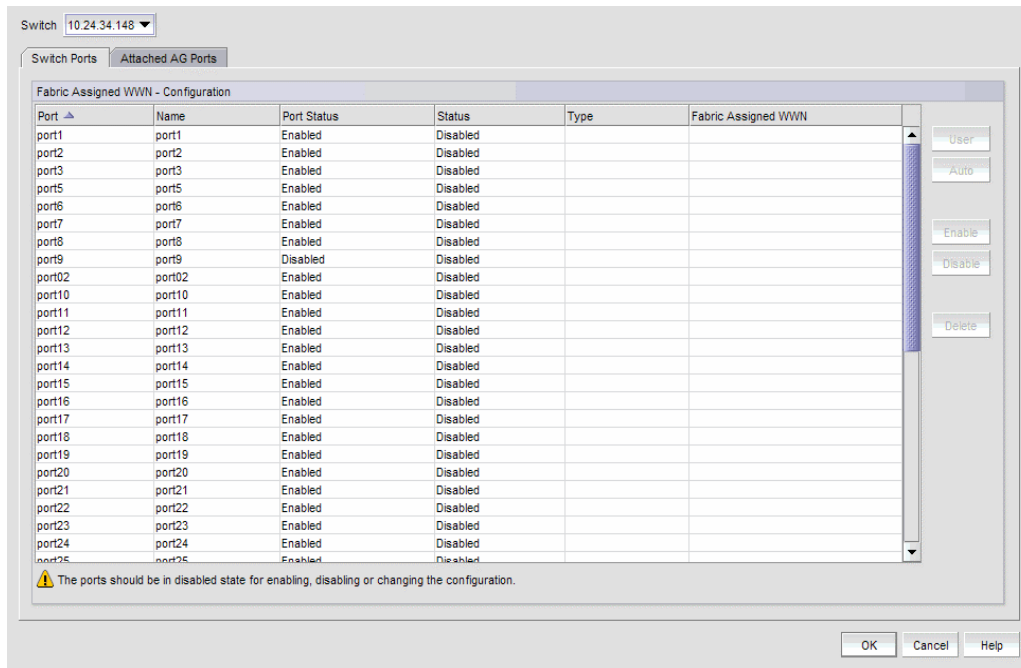 Switch 10.24.34.148
Switch Ports Attached AG Ports
Fabric Assigned WWN - Configuration
Port Name Port Status Status Type Fabric Assigned WWN
port1 port1 Enabled Disabled
User
port2 port2 Enabled Disabled
port3 port3 Enabled Disabled
Auto
port5 port5 Enabled Disabled
port6 port6 Enabled Disabled
port7 port7 Enabled Disabled
Enable
port8 port8 Enabled Disabled
port9 port9 Disabled Disabled
Disable
port02 port02 Enabled Disabled
port10 port10 Enabled Disabled
port11 port11 Enabled Disabled
port12 port12 Enabled Disabled
Delete
port13 port13 Enabled Disabled
port14 port14 Enabled Disabled
port15 port15 Enabled Disabled
port16 port16 Enabled Disabled
port17 port17 Enabled Disabled
port18 port18 Enabled Disabled
port19 port19 Enabled Disabled
port20 port20 Enabled Disabled
port21 port21 Enabled Disabled
port22 port22 Enabled Disabled
port23 port23 Enabled Disabled
port24 port24 Enabled Disabled
port25 port25 Enabled Disabled
The ports should be in disabled state for enabling, disabling or changing the configuration.
OK Cancel Help